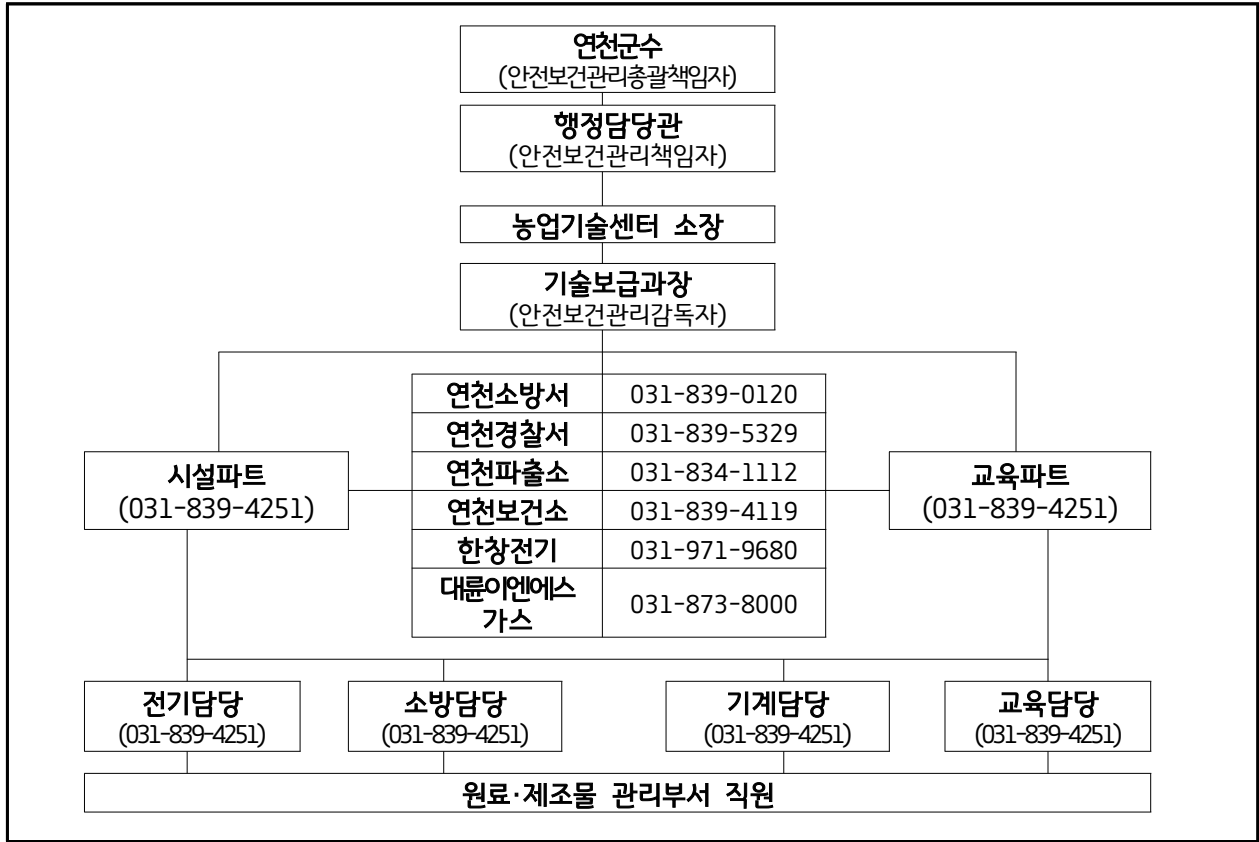 연천군수
(안전보건관리총괄책임자)
행정담당관
(안전보건관리책임자)
농업기술센터 소장
기술보급과장
(안전보건관리감독자)
연천소방서 031-839-0120
연천경찰서 031-839-5329
연천파출소 031-834-1112
연천보건소 031-839-4119
한창전기 031-971-9680
대륜이엔에스
가스 031-873-8000
시설파트
(031-839-4251)
교육파트
(031-839-4251)
전기담당
(031-839-4251)
소방담당
(031-839-4251)
기계담당
(031-839-4251)
교육담당
(031-839-4251)
원료·제조물 관리부서 직원